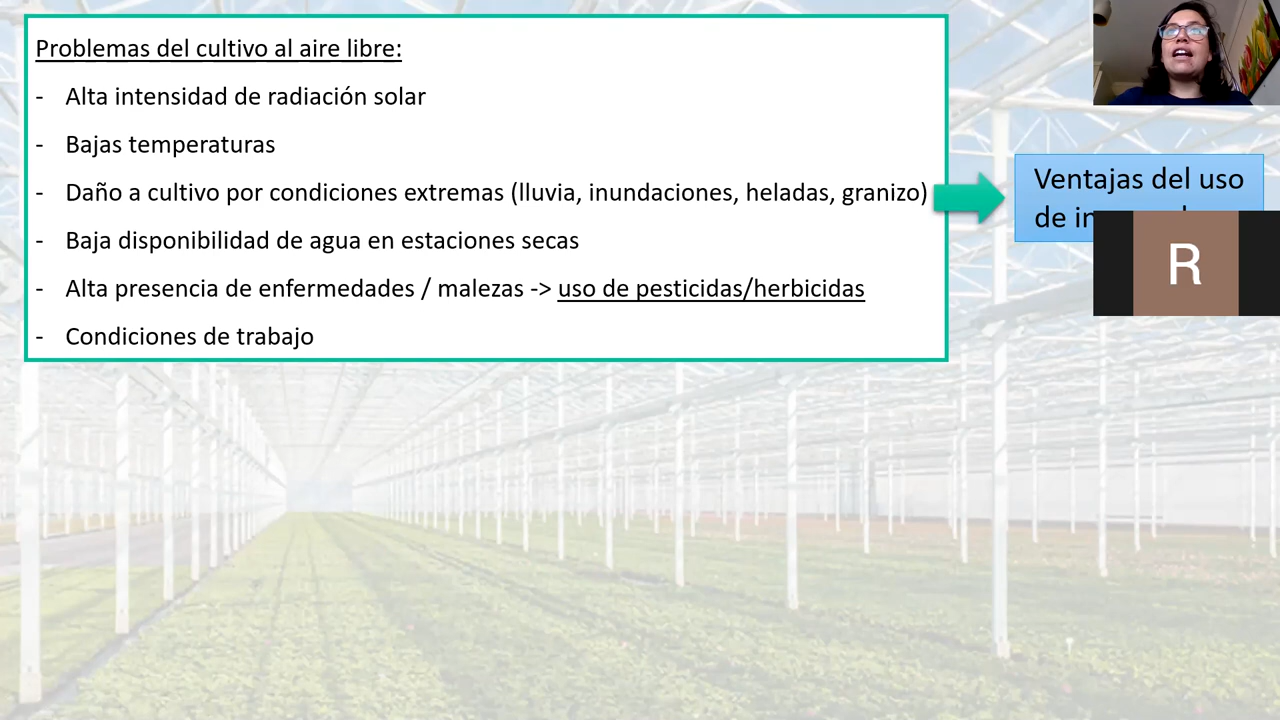 Problemas del cultivo al aire libre:
- Alta intensidad de radiación solar
- Bajas temperaturas
- Daño a cultivo por condiciones extremas (lluvia, inundaciones, heladas, granizo)
- Baja disponibilidad de agua en estaciones secas
- Alta presencia de enfermedades / malezas -> uso de pesticidas/herbicidas
- Condiciones de trabajo
Ventajas del uso
de
R